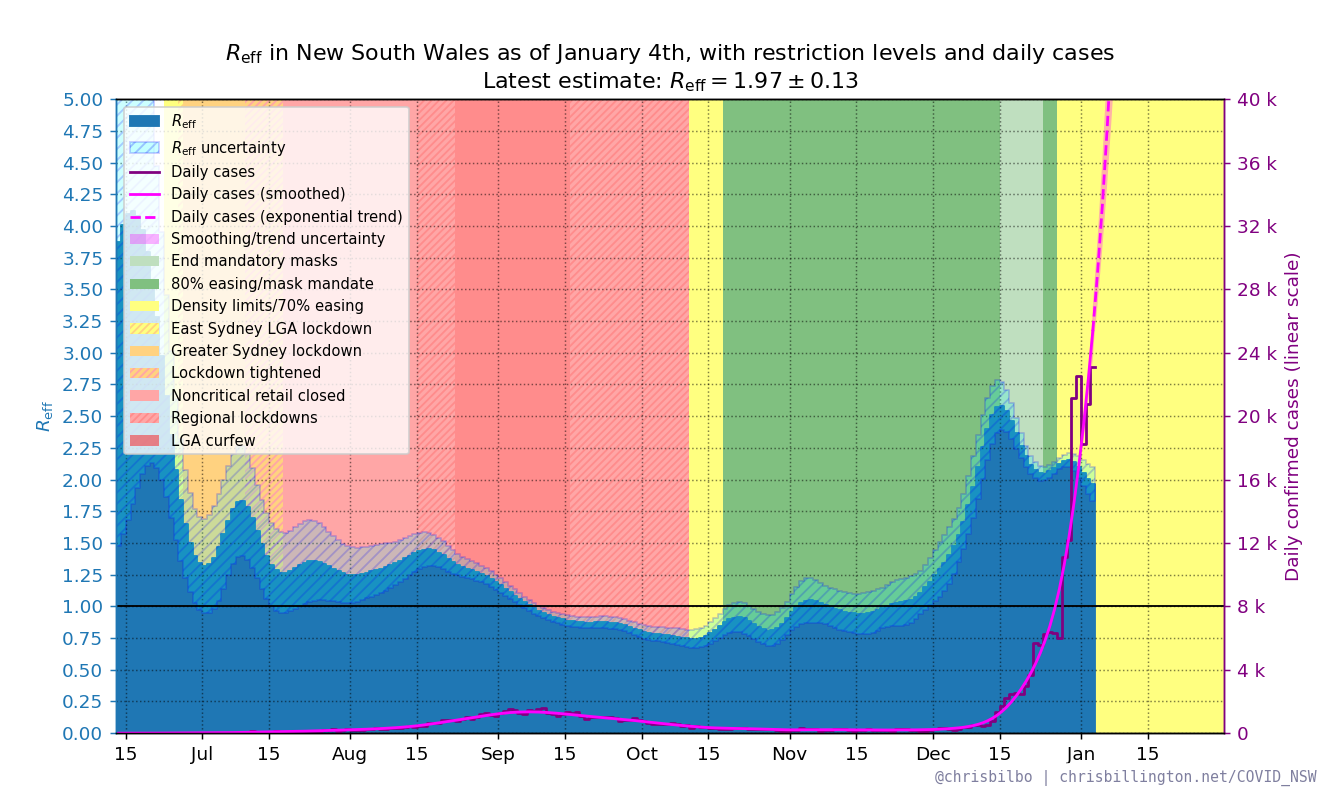 R_eff in New South Wales as of January 4th, with restriction levels and daily cases
Latest estimate: R_eff = 1.97 ± 0.13
R_eff
5.00
4.75
4.50
4.25
4.00
3.75
3.50
3.25
3.00
2.75
2.50
2.25
2.00
1.75
1.50
1.25
1.00
0.75
0.50
0.25
0.00
R_eff
R_eff uncertainty
Daily cases
Daily cases (smoothed)
Daily cases (exponential trend)
Smoothing/trend uncertainty
End mandatory masks
80% easing/mask mandate
Density limits/70% easing
East Sydney LGA lockdown
Greater Sydney lockdown
Lockdown tightened
Noncritical retail closed
Regional lockdowns
LGA curfew
40 k
36 k
32 k
28 k
24 k
20 k
16 k
12 k
8 k
4 k
0
Daily confirmed cases (linear scale)
15 Jul 15 Aug 15 Sep 15 Oct 15 Nov 15 Dec 15 Jan 15
@chrisbilbo | chrisbillington.net/COVID_NSW